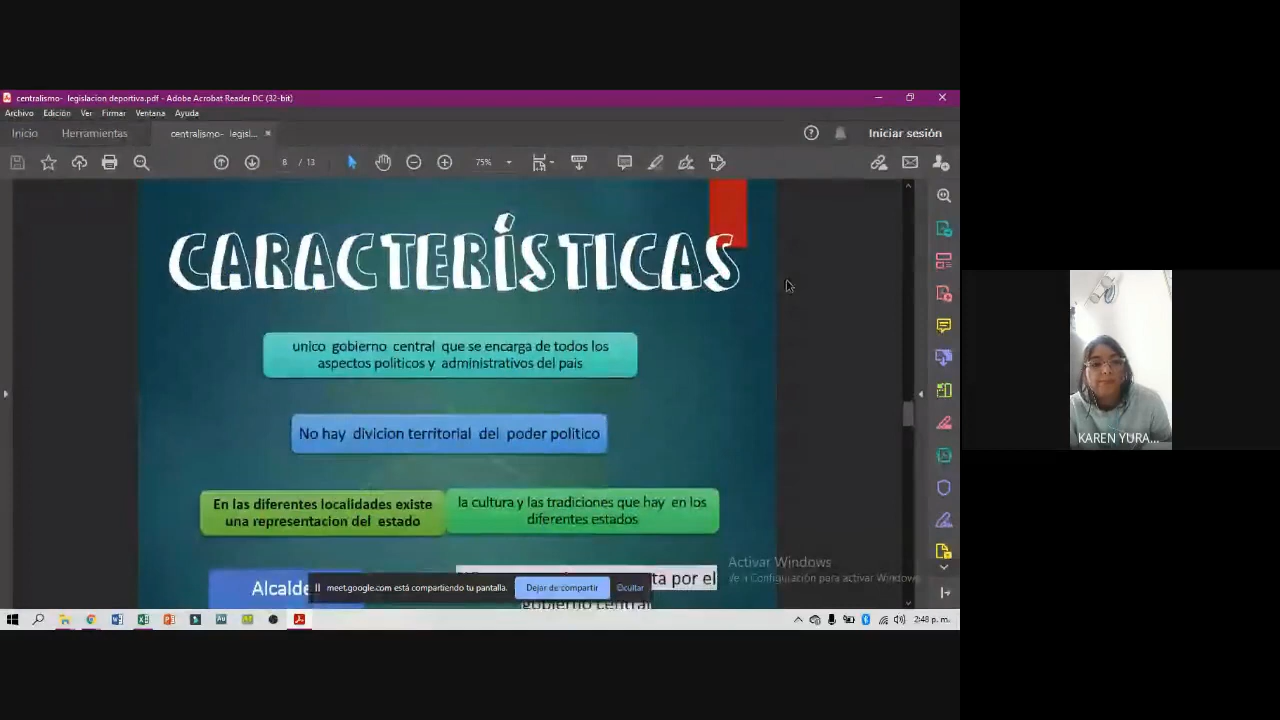 centralismo- legislacion deportiva.pdf - Adobe Acrobat Reader DC (32-bit)
Archivo Edición Ver Firmar Ventana Ayuda
Inicio Herramientas centralismo- legisl... × Iniciar sesión
8 / 13 75%
CARACTERÍSTICAS
unico gobierno central que se encarga de todos los
aspectos politicos y administrativos del pais
No hay divicion territorial del poder politico
En las diferentes localidades existe
una representacion del estado
la cultura y las tradiciones que hay en los
diferentes estados
Activar Windows
Ve a Configuración para activar Windows.
Alcalde
ta por el
gobierno central
meet.google.com está compartiendo tu pantalla. Dejar de compartir Ocultar
2:48 p. m.
KAREN YURA...